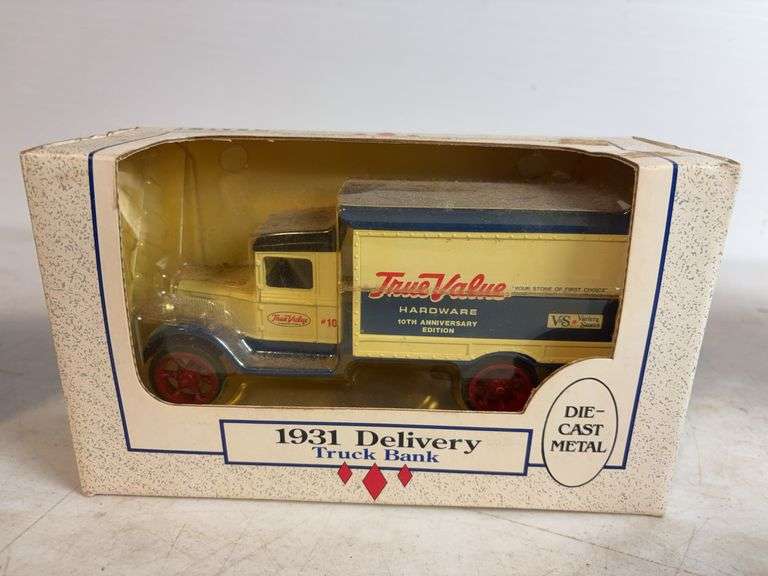 True Value
"YOUR STORE OF FIRST CHOICE"
HARDWARE
10TH ANNIVERSARY
EDITION
V&S Variety
Stores
True Value
#10
1931 Delivery
Truck Bank
DIE-
CAST
METAL